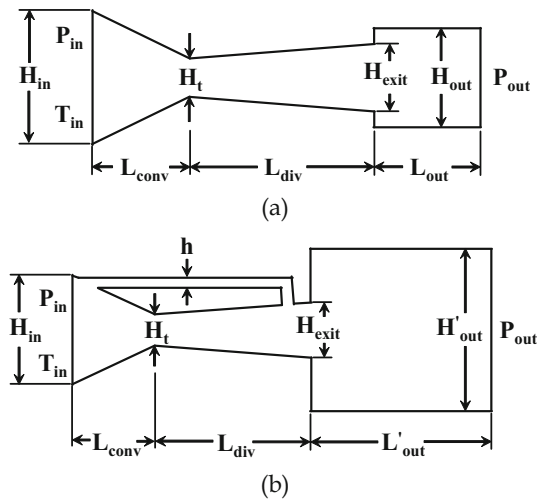 P_in
H_in
T_in
H_t
H_exit
H_out
P_out
L_conv
L_div
L_out
(a)
h
P_in
H_in
T_in
H_t
H_exit
H'_out
P_out
L_conv
L_div
L'_out
(b)